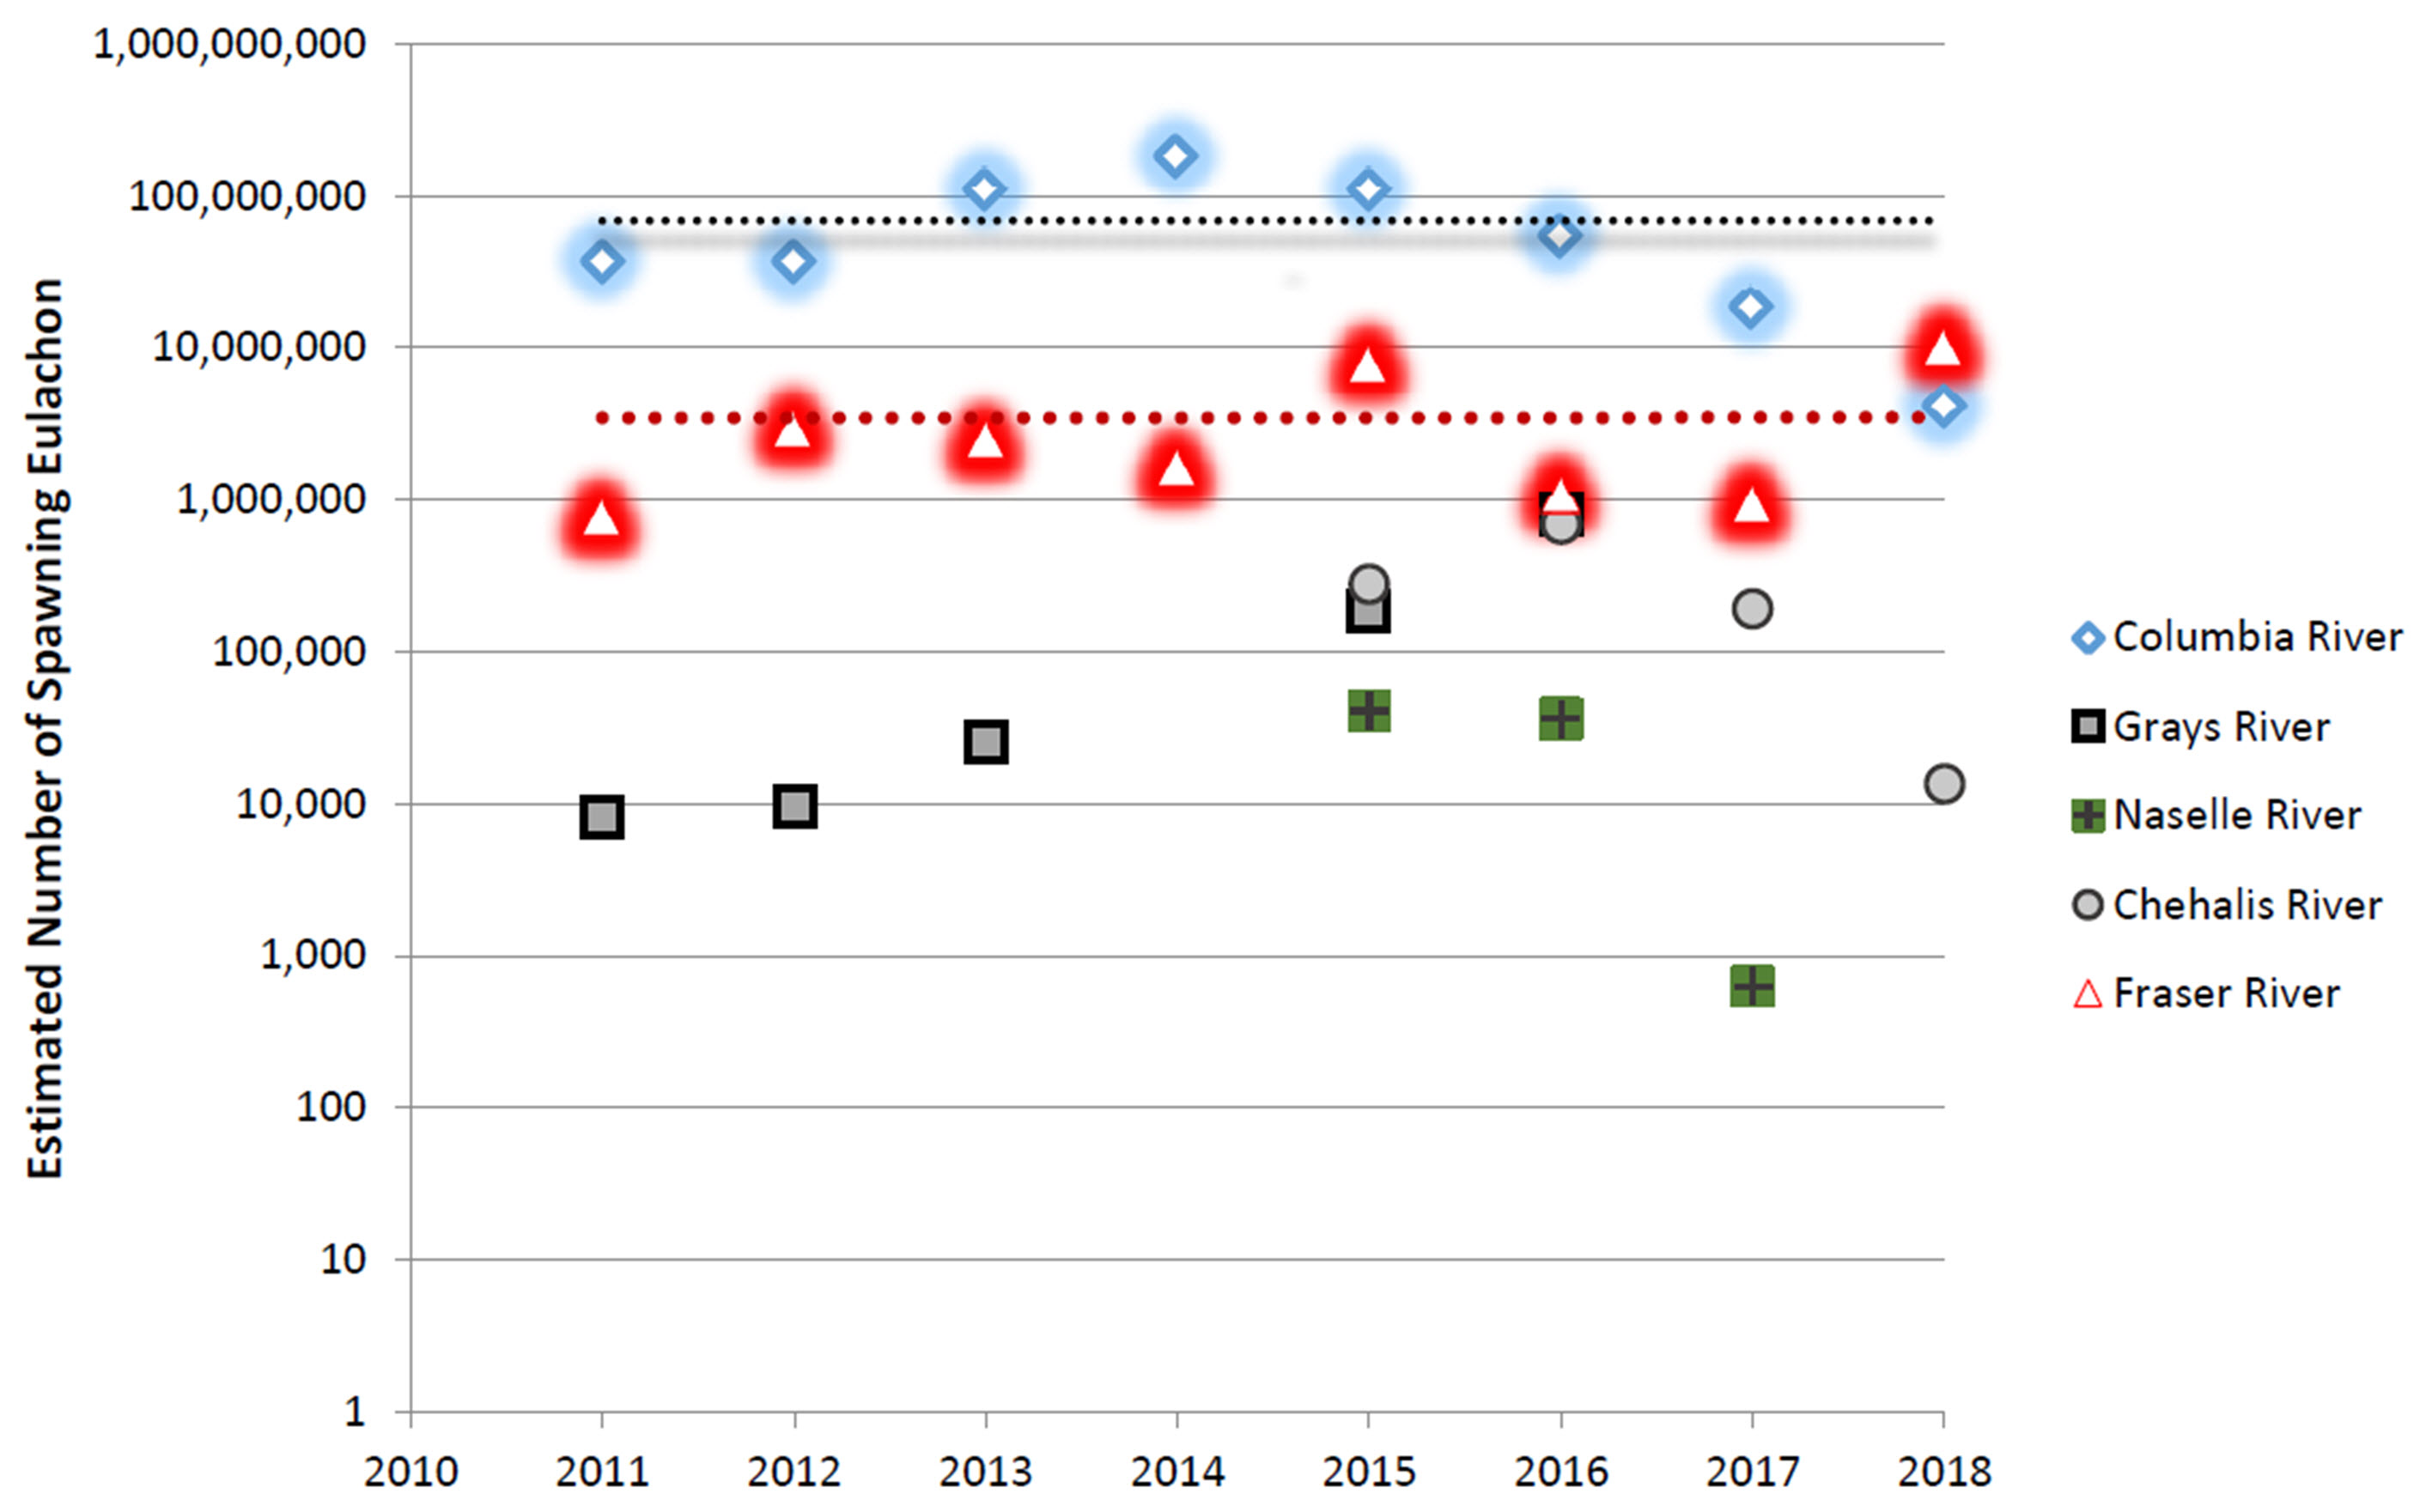 Estimated Number of Spawning Eulachon
1,000,000,000
100,000,000
10,000,000
1,000,000
100,000
10,000
1,000
100
10
1
2010 2011 2012 2013 2014 2015 2016 2017 2018
Columbia River
Grays River
Naselle River
Chehalis River
Fraser River